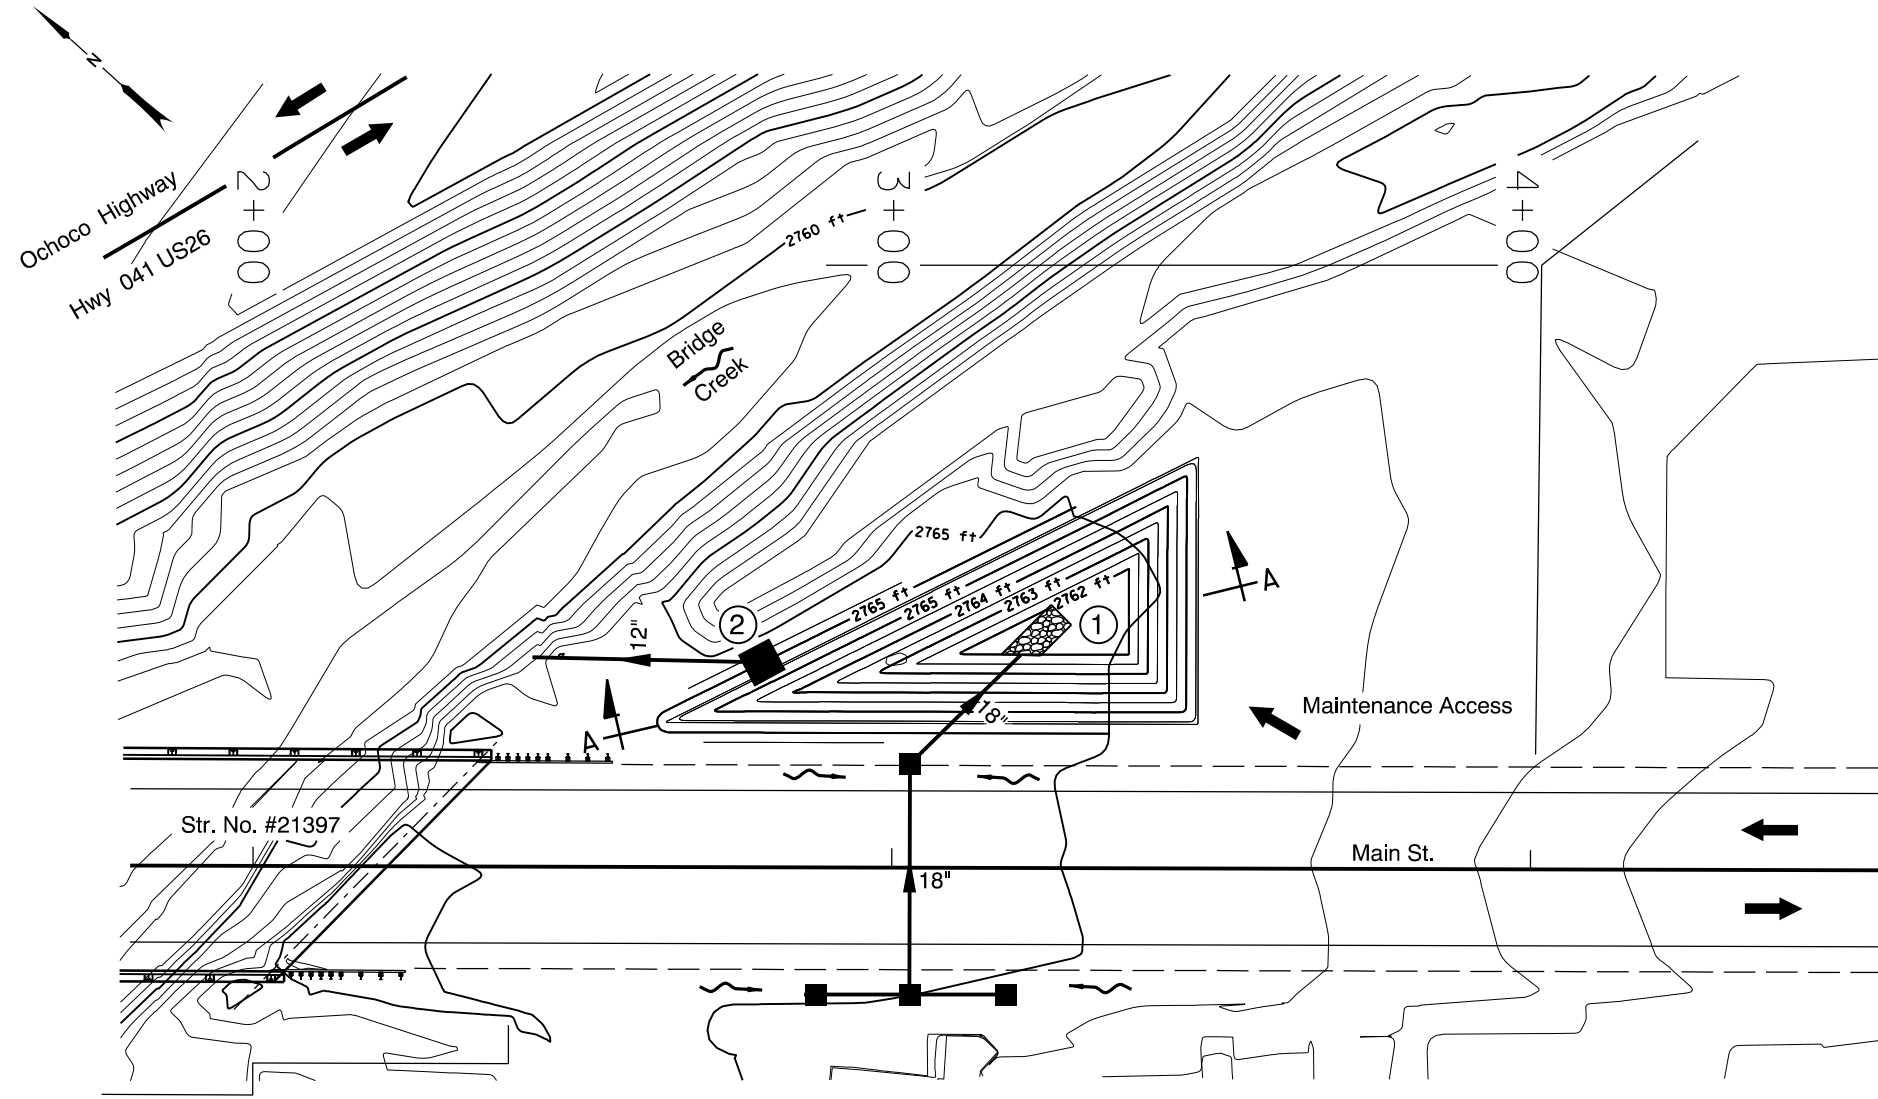 N
Ochoco Highway
Hwy 041 US26
2+00
3+00
4+00
2760 ft
Bridge
Creek
2765 ft
2765 ft
2765 ft
2764 ft
2763 ft
2762 ft
1
2
12"
A
A
18"
Maintenance Access
Str. No. #21397
Main St.
18"